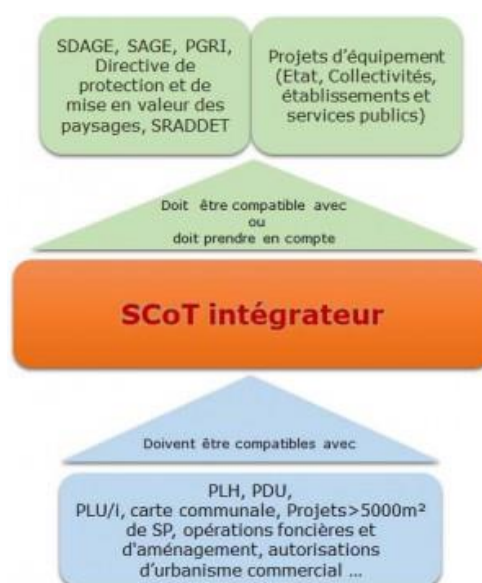 SDAGE, SAGE, PGRI,
Directive de
protection et de
mise en valeur des
paysages, SRADDET
Projets d'équipement
(Etat, Collectivités,
établissements et
services publics)
Doit être compatible avec
ou
doit prendre en compte
SCoT intégrateur
Doivent être compatibles avec
PLH, PDU,
PLU/i, carte communale, Projets>5000m²
de SP, opérations foncières et
d'aménagement, autorisations
d'urbanisme commercial ...